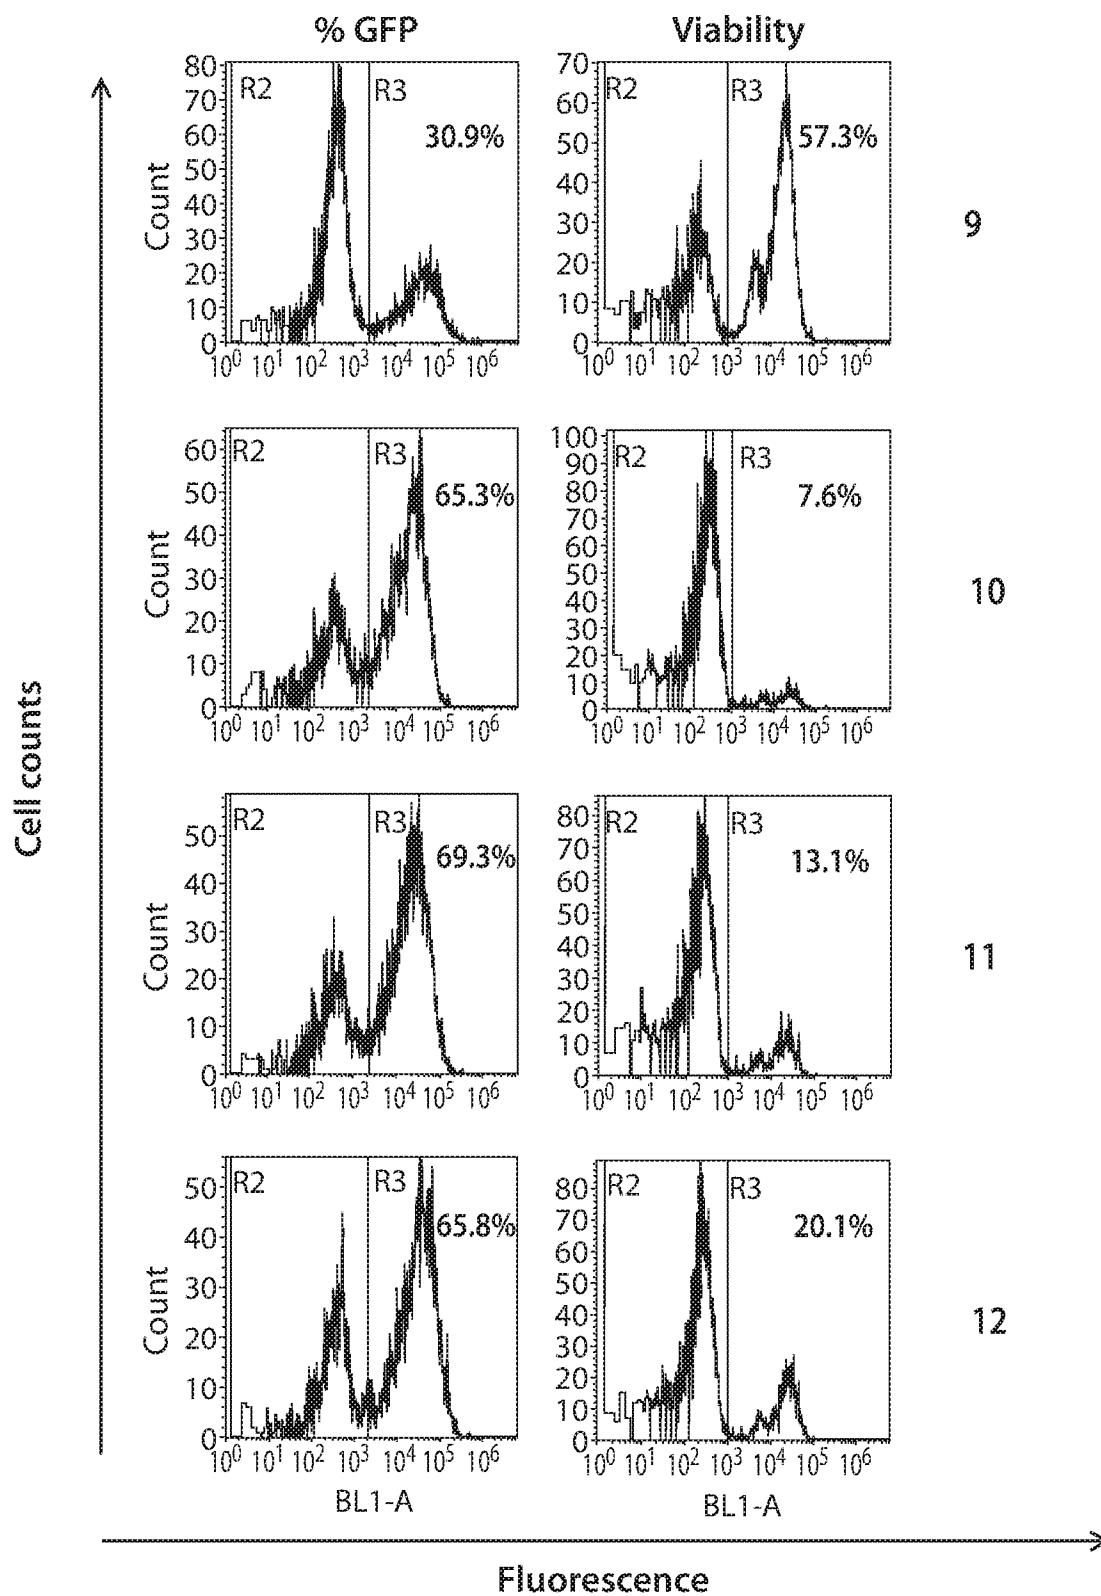 % GFP
Viability
Cell counts
Count
80
70
60
50
40
30
20
10
0
R2
R3
30.9%
10⁰ 10¹ 10² 10³ 10⁴ 10⁵ 10⁶
70
60
50
40
30
20
10
0
R2
R3
57.3%
10⁰ 10¹ 10² 10³ 10⁴ 10⁵ 10⁶
9
Count
60
50
40
30
20
10
0
R2
R3
65.3%
10⁰ 10¹ 10² 10³ 10⁴ 10⁵ 10⁶
100
90
80
70
60
50
40
30
20
10
0
R2
R3
7.6%
10⁰ 10¹ 10² 10³ 10⁴ 10⁵ 10⁶
10
Count
50
40
30
20
10
0
R2
R3
69.3%
10⁰ 10¹ 10² 10³ 10⁴ 10⁵ 10⁶
80
70
60
50
40
30
20
10
0
R2
R3
13.1%
10⁰ 10¹ 10² 10³ 10⁴ 10⁵ 10⁶
11
Count
50
40
30
20
10
0
R2
R3
65.8%
10⁰ 10¹ 10² 10³ 10⁴ 10⁵ 10⁶
BL1-A
80
70
60
50
40
30
20
10
0
R2
R3
20.1%
10⁰ 10¹ 10² 10³ 10⁴ 10⁵ 10⁶
BL1-A
12
Fluorescence